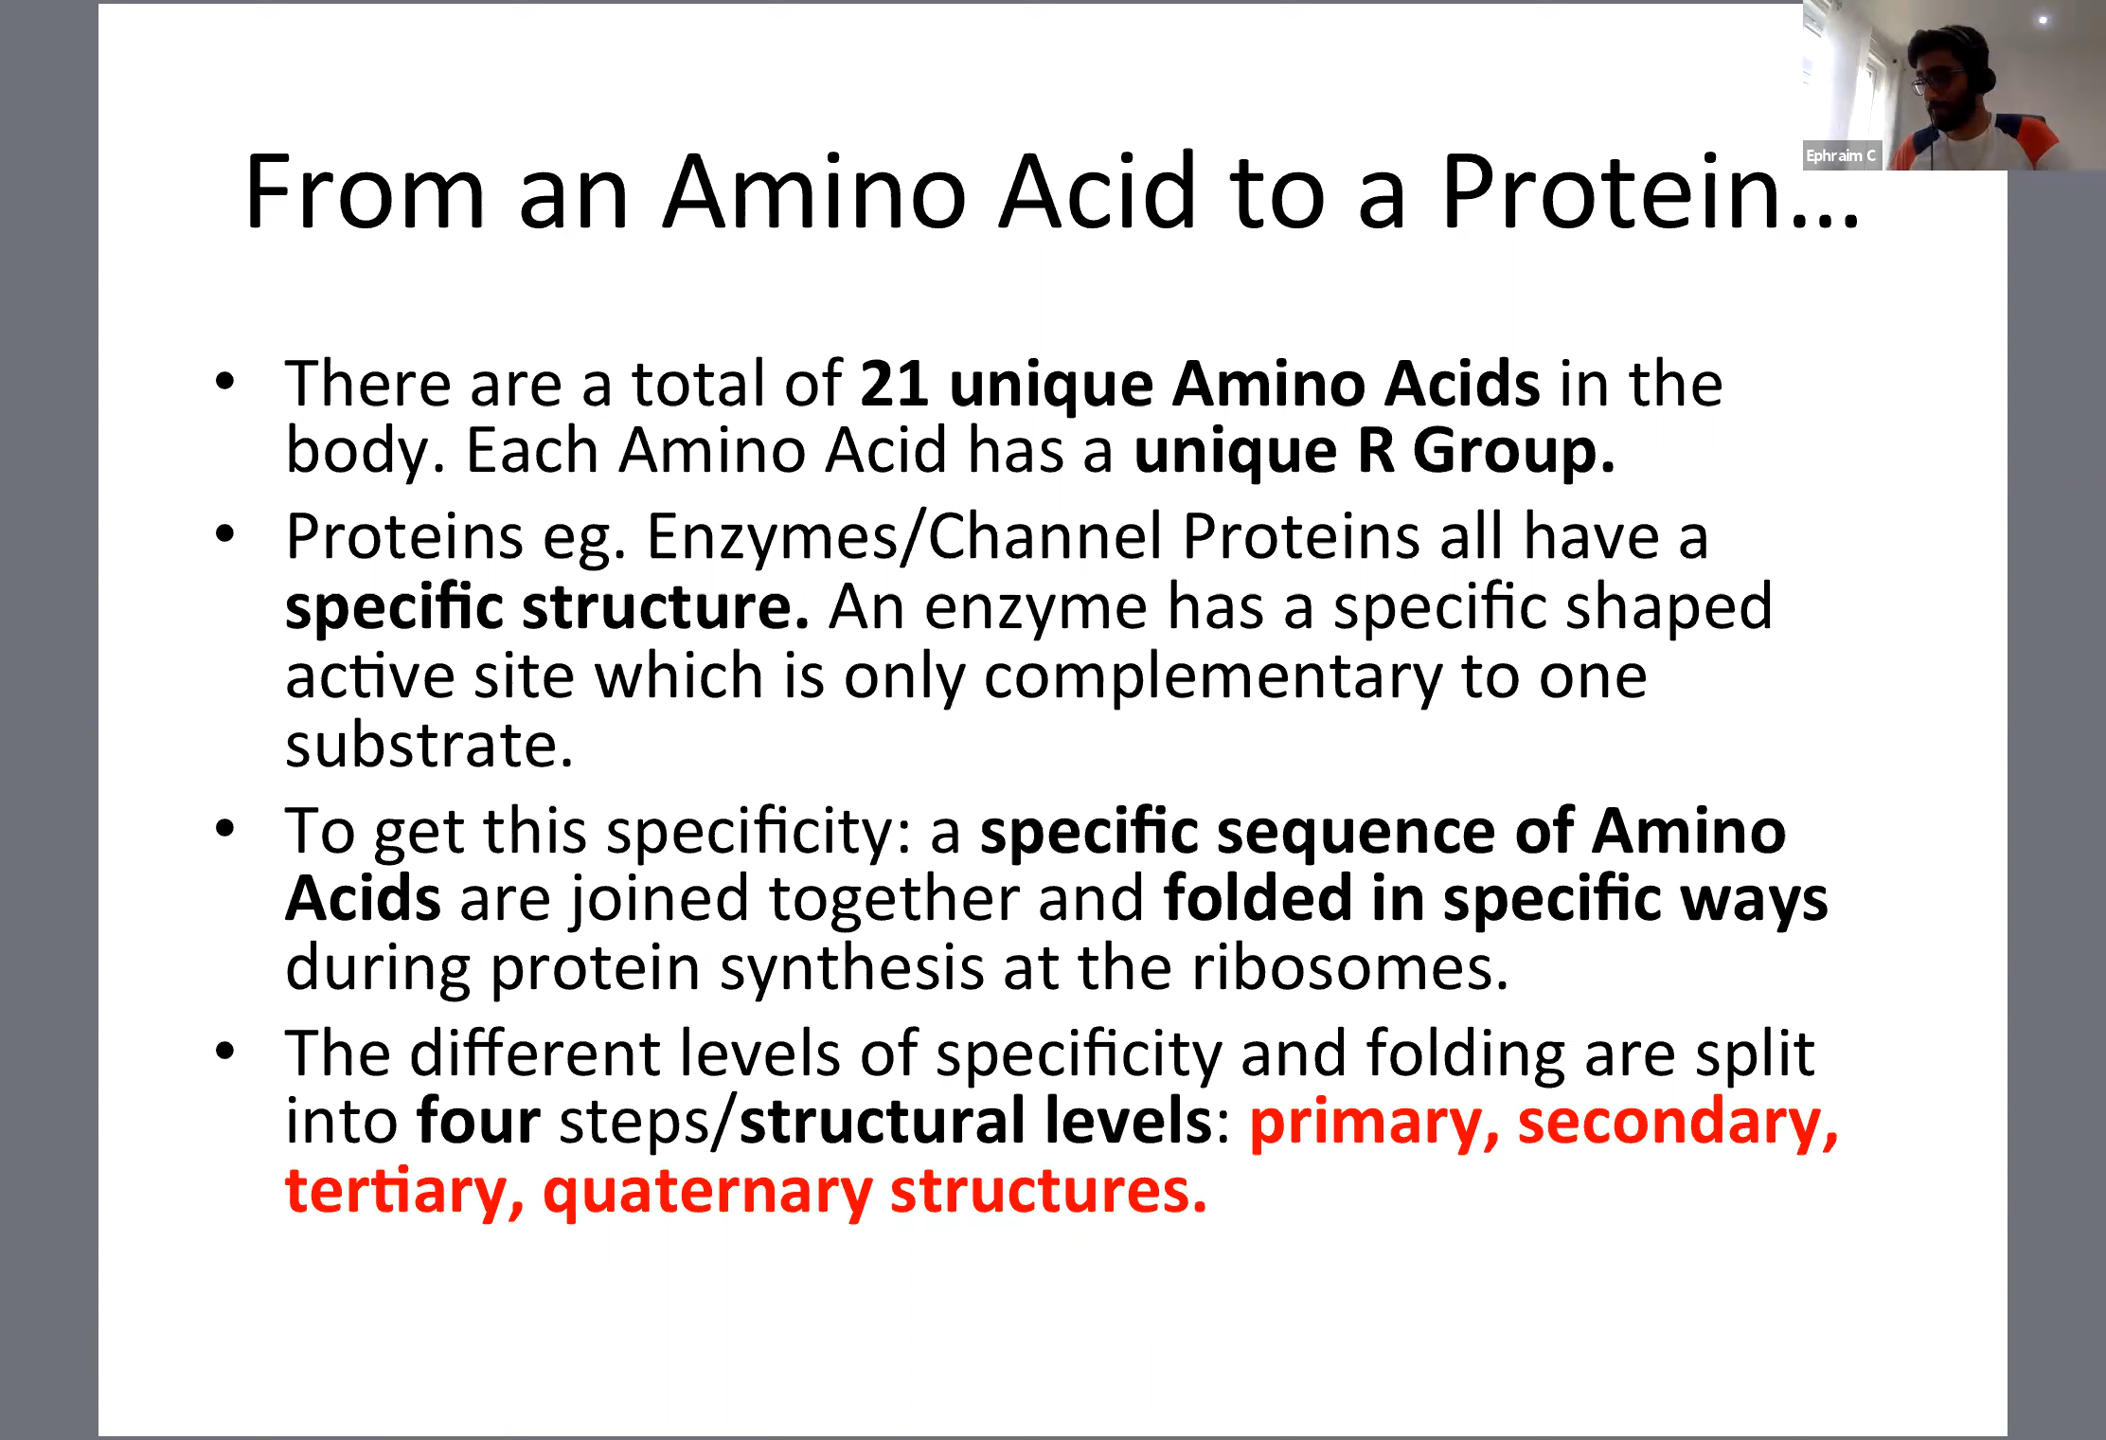 Ephraim C
From an Amino Acid to a Protein...
• There are a total of 21 unique Amino Acids in the
body. Each Amino Acid has a unique R Group.
• Proteins eg. Enzymes/Channel Proteins all have a
specific structure. An enzyme has a specific shaped
active site which is only complementary to one
substrate.
• To get this specificity: a specific sequence of Amino
Acids are joined together and folded in specific ways
during protein synthesis at the ribosomes.
• The different levels of specificity and folding are split
into four steps/structural levels: primary, secondary,
tertiary, quaternary structures.